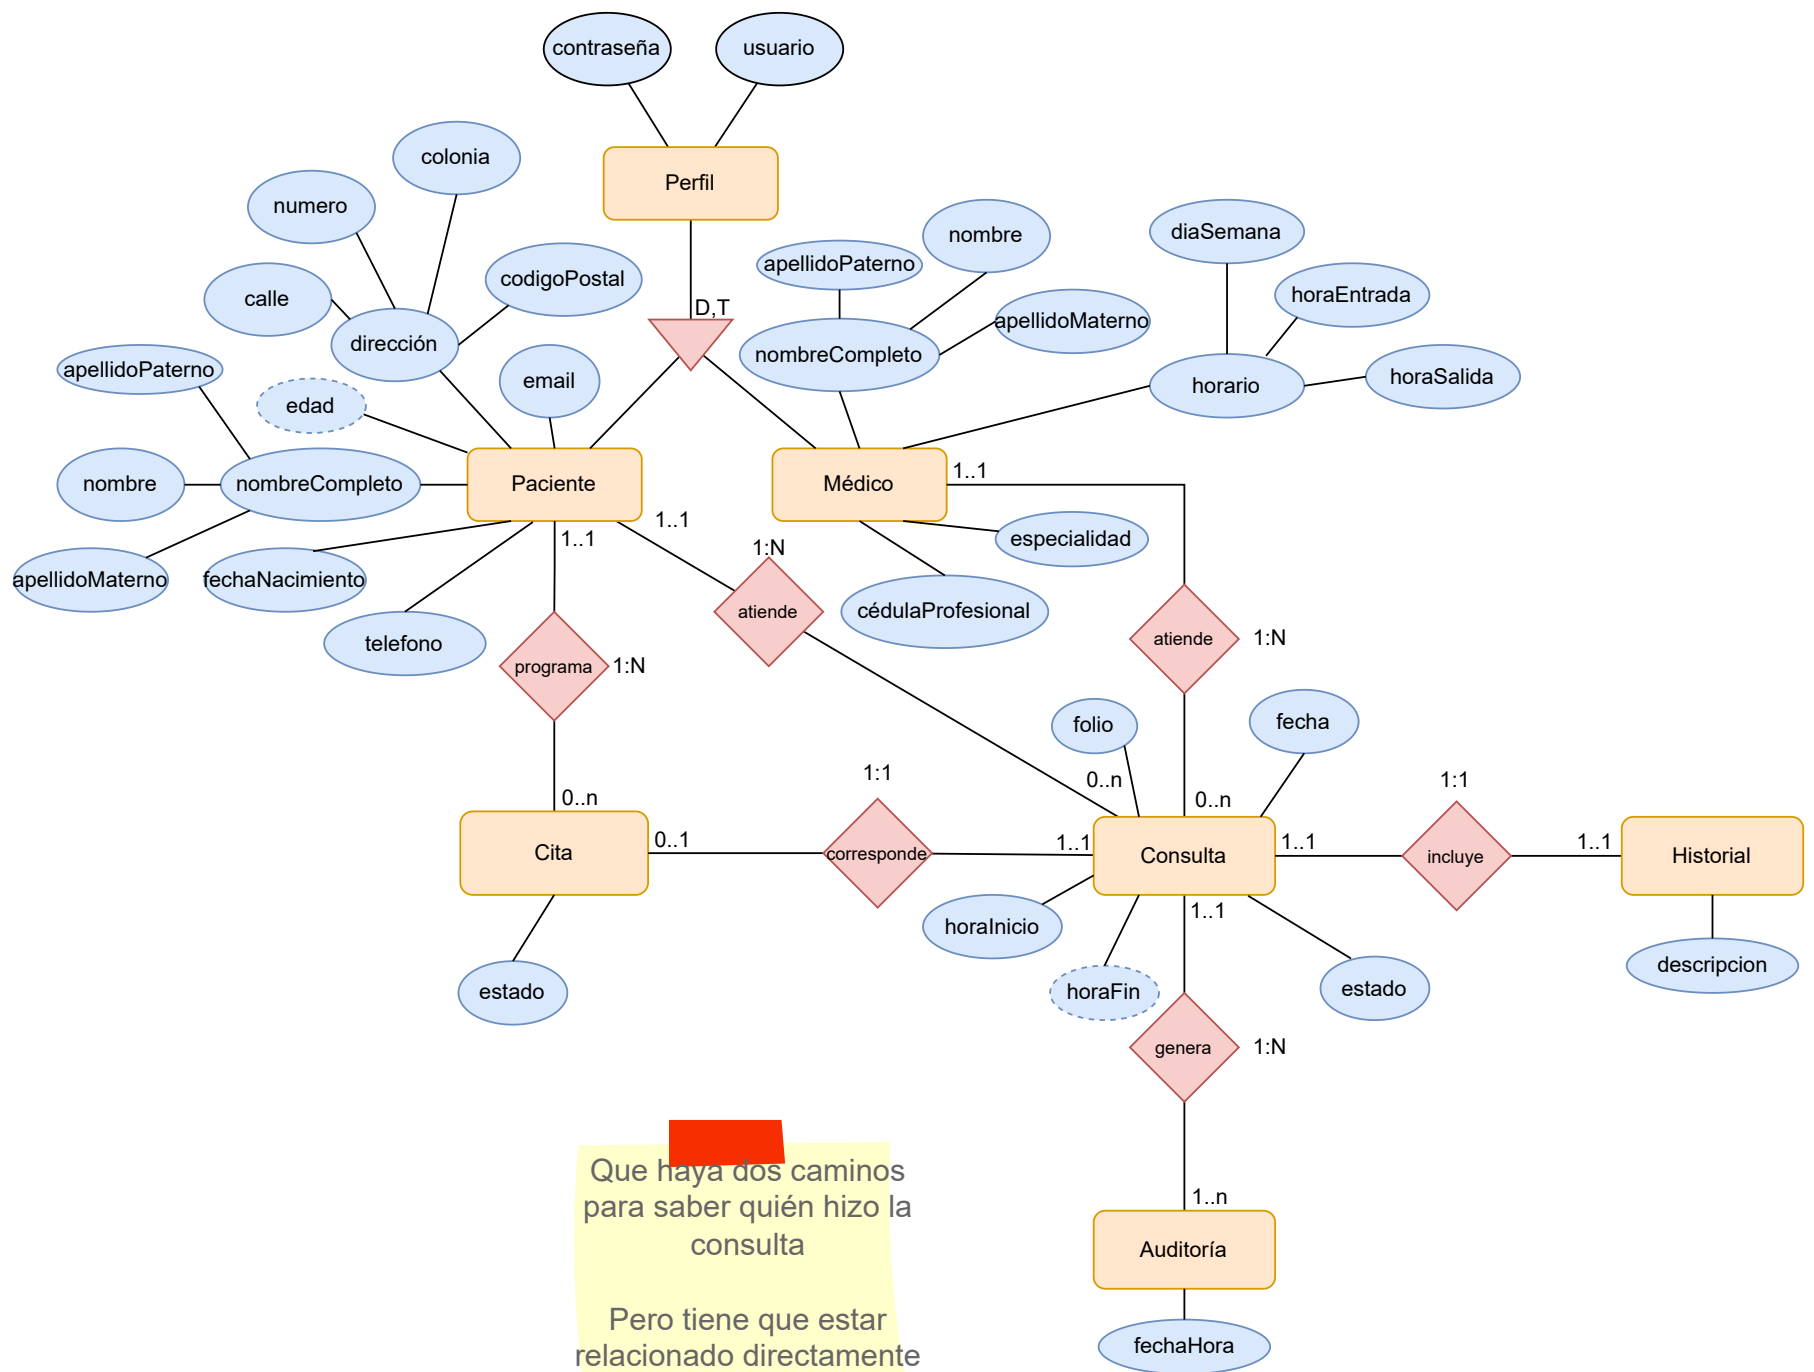 contraseña
usuario
colonia
numero
Perfil
diaSemana
nombre
apellidoPaterno
codigoPostal
calle
horaEntrada
D,T
apellidoMaterno
dirección
nombreCompleto
apellidoPaterno
email
horario
horaSalida
edad
nombre
nombreCompleto
Paciente
Médico
1..1
1..1
1..1
especialidad
1:N
apellidoMaterno
fechaNacimiento
atiende
cédulaProfesional
atiende
1:N
telefono
programa
1:N
folio
fecha
1:1
0..n
1:1
0..n
0..n
Cita
0..1
corresponde
1..1
Consulta
1..1
incluye
1..1
Historial
1..1
horaInicio
descripcion
estado
horaFin
estado
genera
1:N
Que haya dos caminos
para saber quién hizo la
consulta
1..n
Auditoría
Pero tiene que estar
relacionado directamente
fechaHora